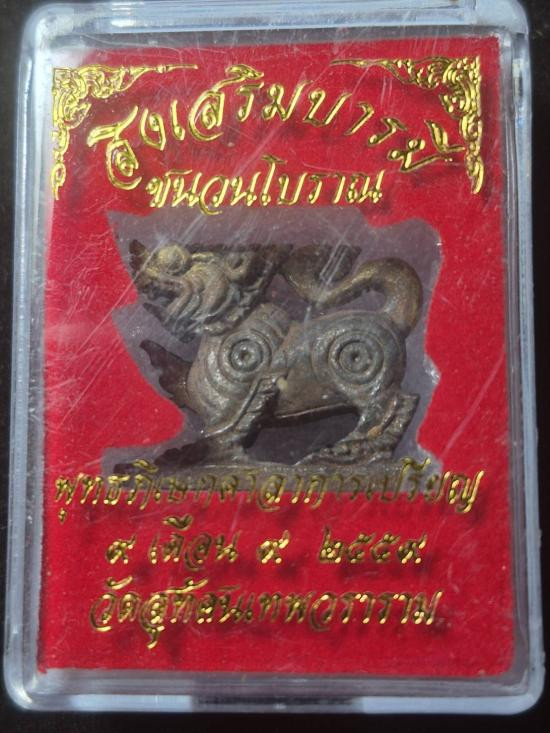 สิงเสริมบารมี
ชนวนโบราณ
พุทธภิเษกศาลาการเปรียญ
๙ เดือน ๙ ๒๕๕๙
วัดสุทัศนเทพวราราม